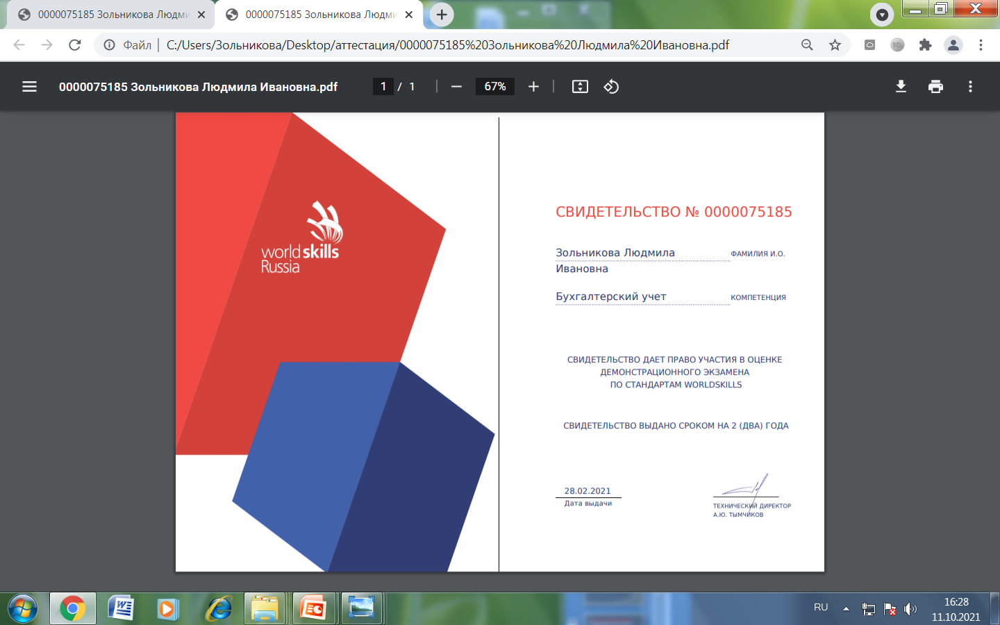 0000075185 Зольникова Людми
0000075185 Зольникова Людми
Файл
C:/Users/Зольникова/Desktop/аттестация/0000075185%20Зольникова%20Людмила%20Ивановна.pdf
0000075185 Зольникова Людмила Ивановна.pdf
1 / 1
67%
world skills
Russia
СВИДЕТЕЛЬСТВО № 0000075185
Зольникова Людмила ФАМИЛИЯ И.О.
Ивановна
Бухгалтерский учет КОМПЕТЕНЦИЯ
СВИДЕТЕЛЬСТВО ДАЕТ ПРАВО УЧАСТИЯ В ОЦЕНКЕ
ДЕМОНСТРАЦИОННОГО ЭКЗАМЕНА
ПО СТАНДАРТАМ WORLDSKILLS
СВИДЕТЕЛЬСТВО ВЫДАНО СРОКОМ НА 2 (ДВА) ГОДА
28.02.2021
Дата выдачи
ТЕХНИЧЕСКИЙ ДИРЕКТОР
А.Ю. ТЫМЧИКОВ
RU
16:28
11.10.2021